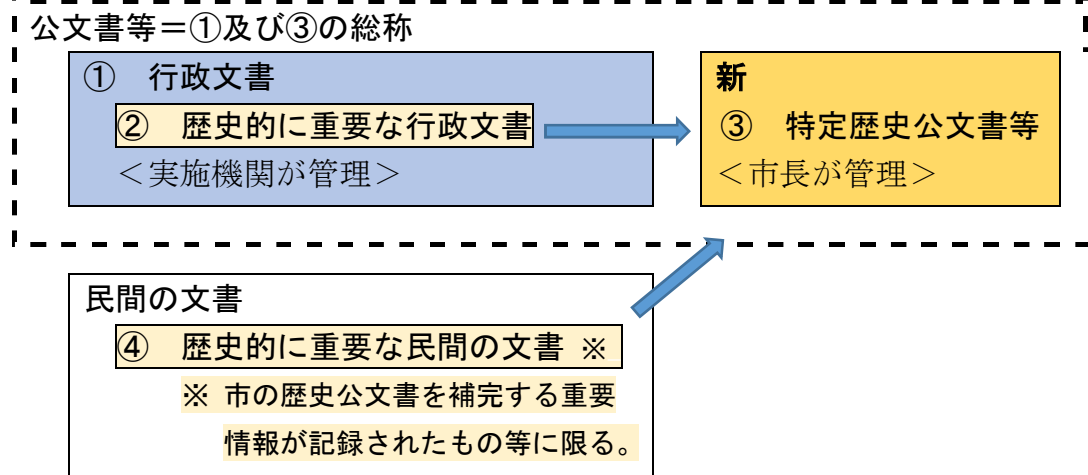 公文書等＝①及び③の総称
① 行政文書
② 歴史的に重要な行政文書
＜実施機関が管理＞
新
③ 特定歴史公文書等
＜市長が管理＞
民間の文書
④ 歴史的に重要な民間の文書 ※
※ 市の歴史公文書を補完する重要
情報が記録されたもの等に限る。